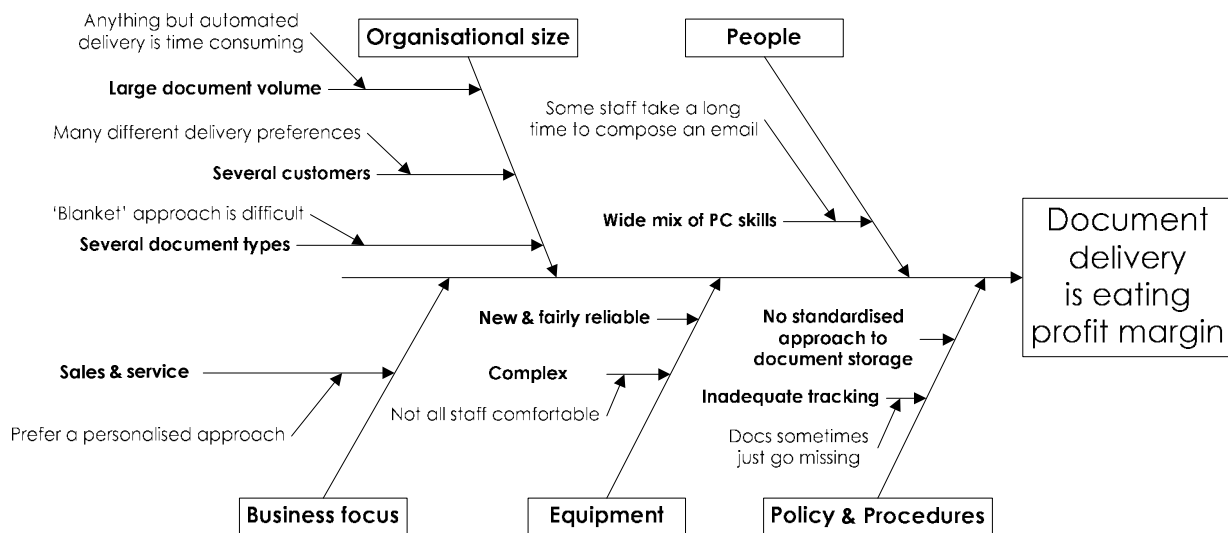 Anything but automated
delivery is time consuming
Organisational size
People
Large document volume
Some staff take a long
time to compose an email
Many different delivery preferences
Several customers
‘Blanket’ approach is difficult
Several document types
Wide mix of PC skills
Document
delivery
is eating
profit margin
New & fairly reliable
No standardised
approach to
document storage
Sales & service
Complex
Inadequate tracking
Not all staff comfortable
Prefer a personalised approach
Docs sometimes
just go missing
Business focus
Equipment
Policy & Procedures